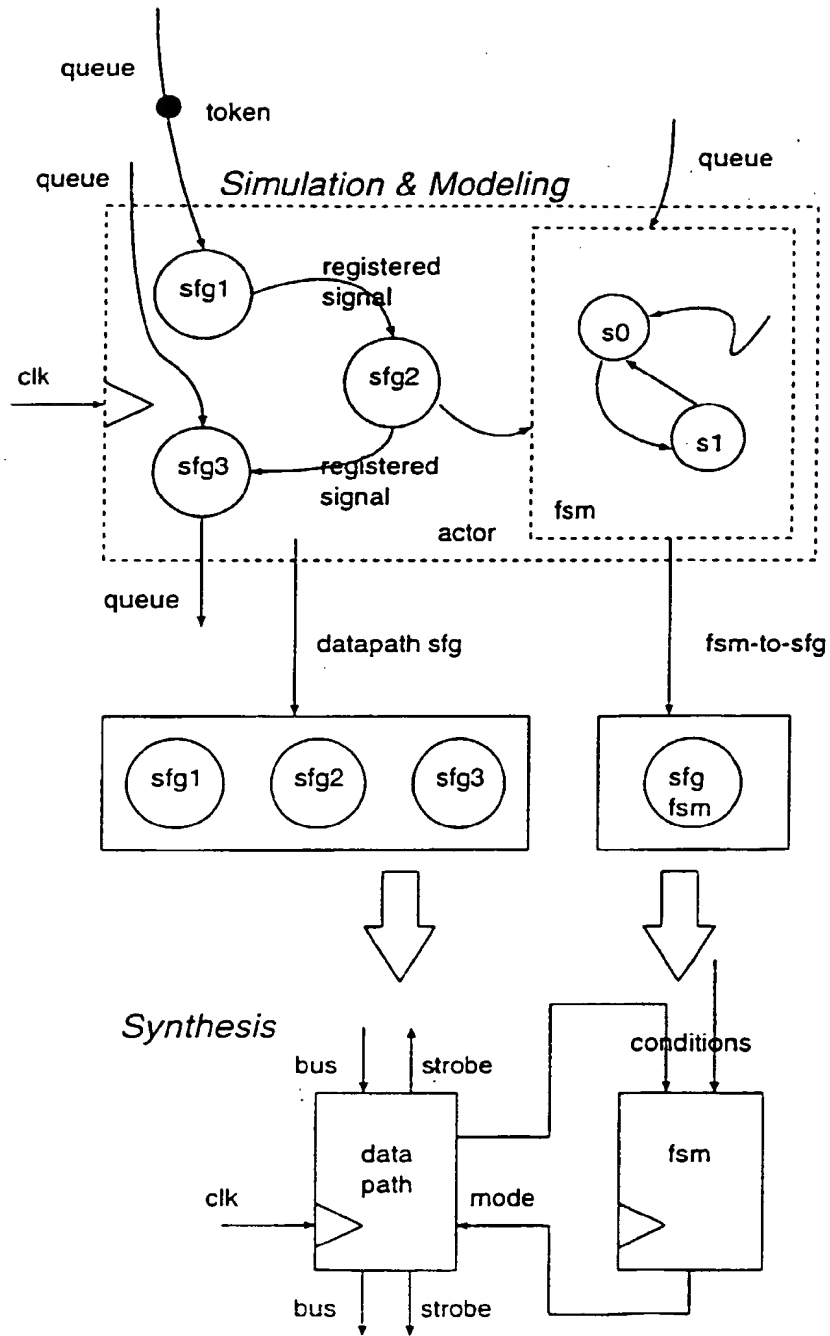 queue
token
queue
queue
Simulation & Modeling
registered
signal
sfg1
s0
clk
sfg2
s1
sfg3
registered
signal
fsm
actor
queue
datapath sfg
fsm-to-sfg
sfg1
sfg2
sfg3
sfg
fsm
Synthesis
conditions
bus
strobe
data
path
fsm
clk
mode
bus
strobe